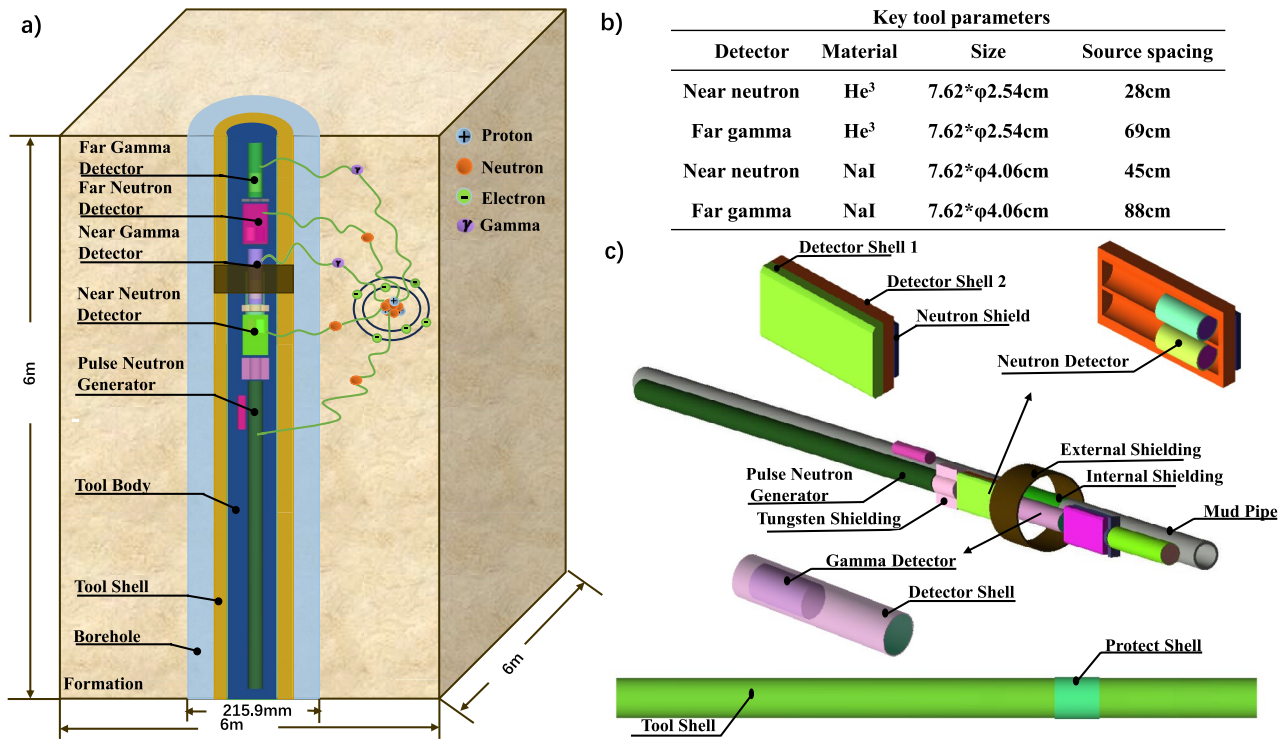 a)
Far Gamma
Detector
Far Neutron
Detector
Near Gamma
Detector
Near Neutron
Detector
Pulse Neutron
Generator
Tool Body
Tool Shell
Borehole
Formation
6m
215.9mm
6m
6m
+ Proton
Neutron
- Electron
γ Gamma
γ
γ
b)
Key tool parameters
Detector Material Size Source spacing
Near neutron He³ 7.62*φ2.54cm 28cm
Far gamma He³ 7.62*φ2.54cm 69cm
Near neutron NaI 7.62*φ4.06cm 45cm
Far gamma NaI 7.62*φ4.06cm 88cm
c)
Detector Shell 1
Detector Shell 2
Neutron Shield
Neutron Detector
External Shielding
Internal Shielding
Mud Pipe
Pulse Neutron
Generator
Tungsten Shielding
Gamma Detector
Detector Shell
Protect Shell
Tool Shell